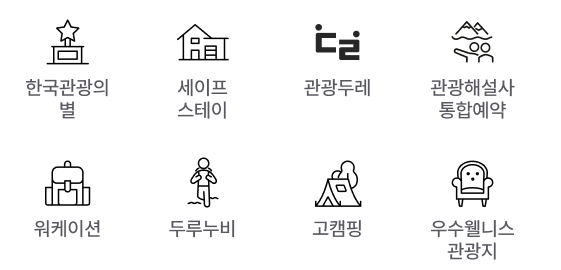 한국관광의
별
세이프
스테이
관광두레
관광해설사
통합예약
워케이션
두루누비
고캠핑
우수웰니스
관광지